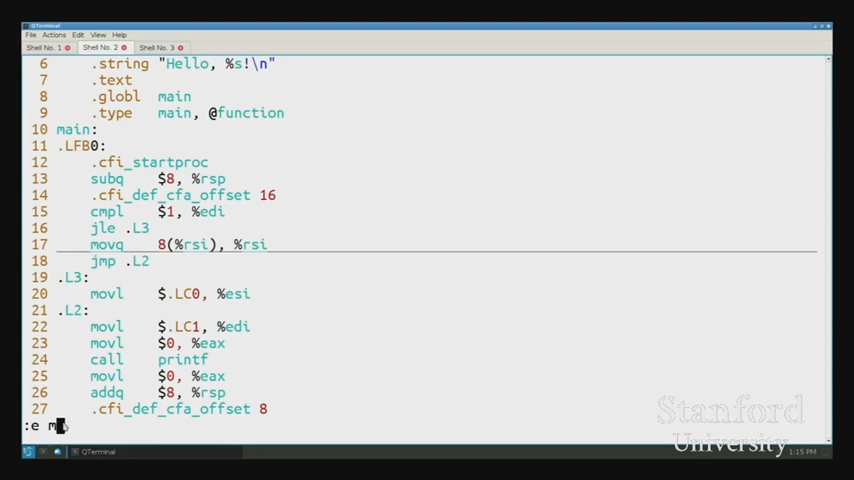 QTerminal
File Actions Edit View Help
Shell No. 1 Shell No. 2 Shell No. 3
6 .string "Hello, %s!\n"
7 .text
8 .globl main
9 .type main, @function
10 main:
11 .LFB0:
12 .cfi_startproc
13 subq $8, %rsp
14 .cfi_def_cfa_offset 16
15 cmpl $1, %edi
16 jle .L3
17 movq 8(%rsi), %rsi
18 jmp .L2
19 .L3:
20 movl $.LC0, %esi
21 .L2:
22 movl $.LC1, %edi
23 movl $0, %eax
24 call printf
25 movl $0, %eax
26 addq $8, %rsp
27 .cfi_def_cfa_offset 8
:e m
Stanford
University
QTerminal
1:15 PM